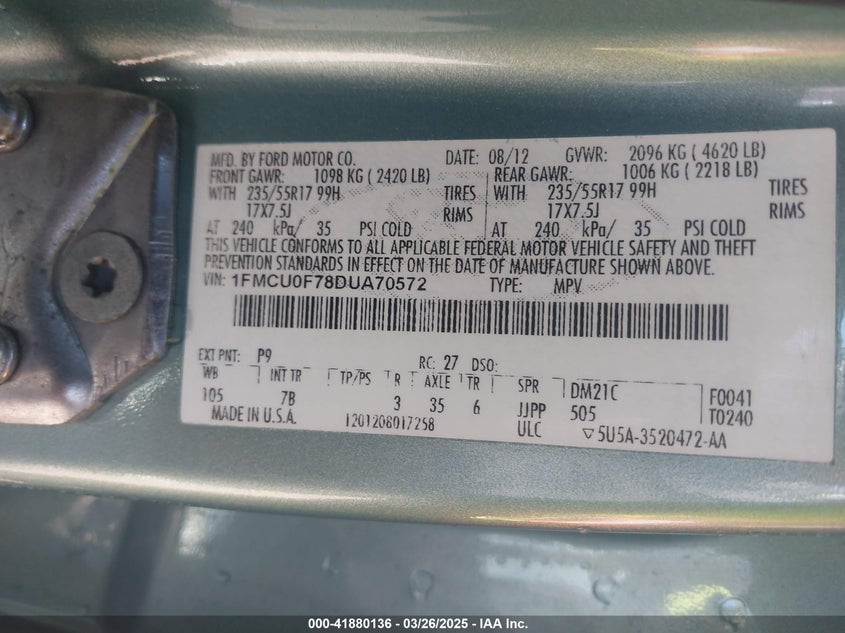 MFD. BY FORD MOTOR CO. DATE: 08/12 GVWR: 2096 KG ( 4620 LB)
FRONT GAWR: 1098 KG ( 2420 LB) REAR GAWR: 1006 KG ( 2218 LB)
WITH 235/55R17 99H TIRES WITH 235/55R17 99H TIRES
17X7.5J RIMS 17X7.5J RIMS
AT 240 kPa/ 35 PSI COLD AT 240 kPa/ 35 PSI COLD
THIS VEHICLE CONFORMS TO ALL APPLICABLE FEDERAL MOTOR VEHICLE SAFETY AND THEFT
PREVENTION STANDARDS IN EFFECT ON THE DATE OF MANUFACTURE SHOWN ABOVE.
VIN: 1FMCU0F78DUA70572 TYPE: MPV
EXT PNT: P9 RC: 27 DSO:
WB INT TR TP/PS R AXLE TR SPR DM21C F0041
105 7B 3 35 6 JJPP 505 T0240
MADE IN U.S.A. 1201208017258 ULC ▽5U5A-3520472-AA
000-41880136 - 03/26/2025 - IAA Inc.